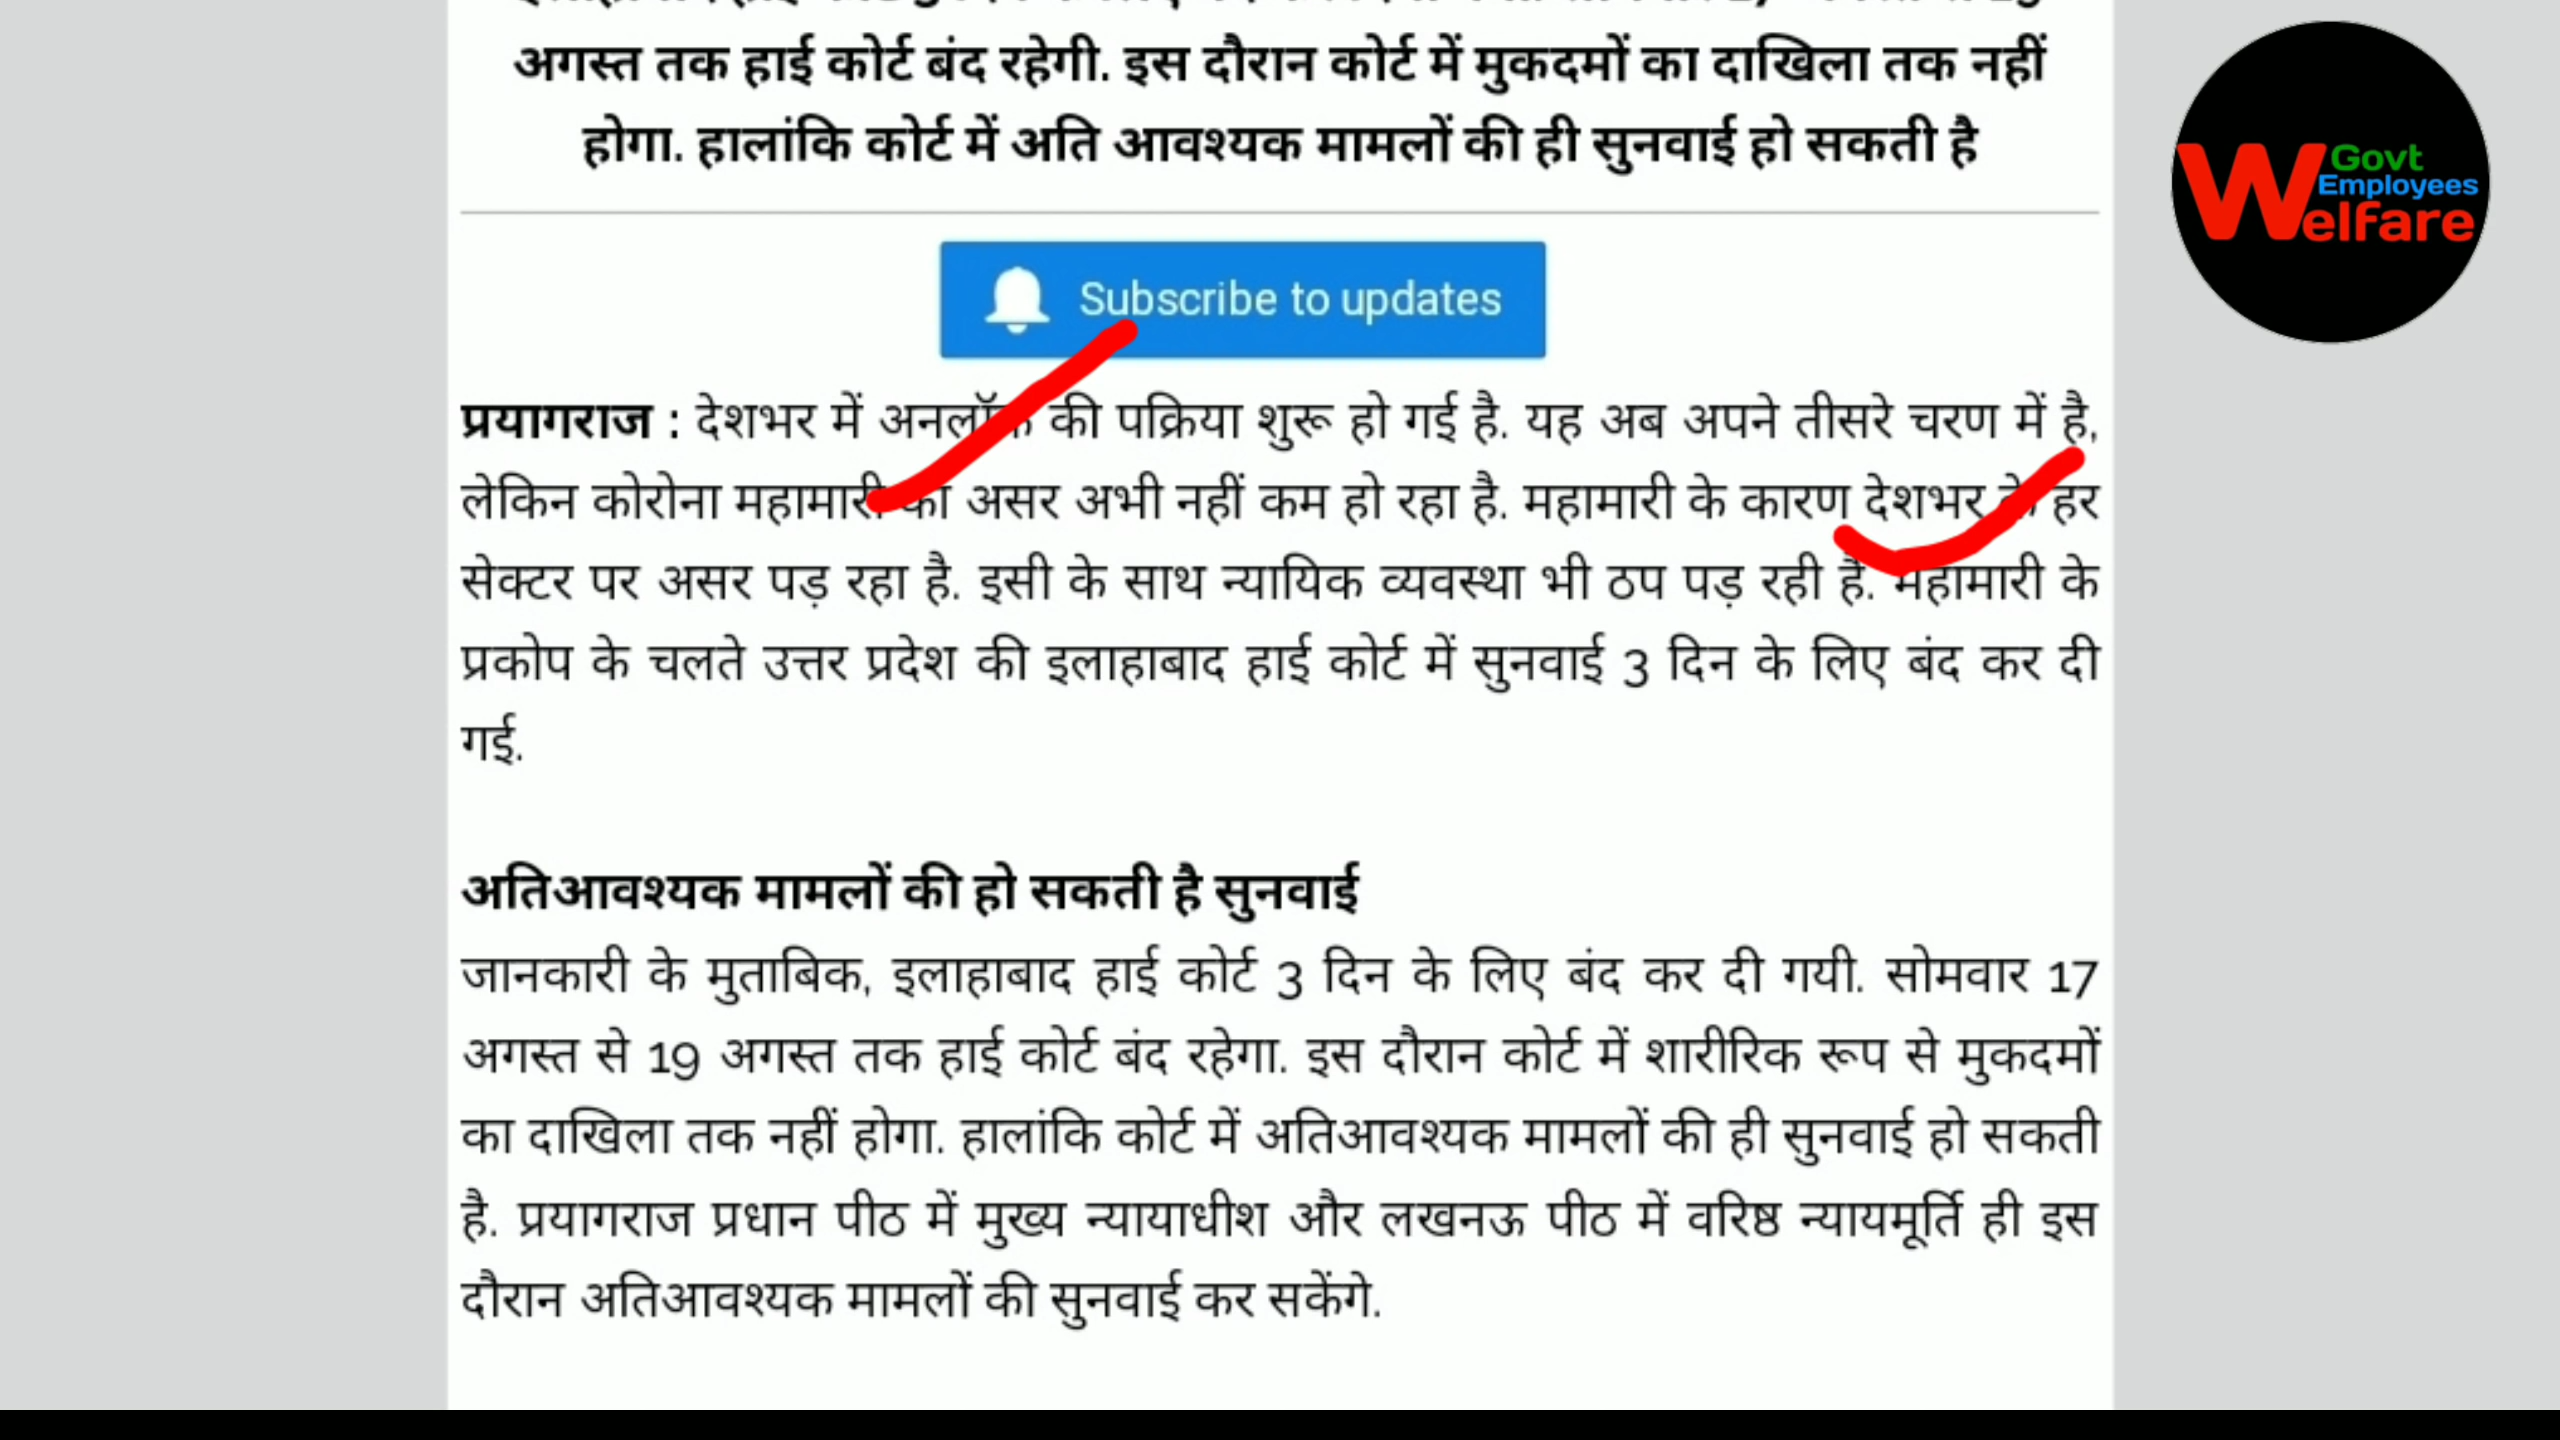 अगस्त तक हाई कोर्ट बंद रहेगी. इस दौरान कोर्ट में मुकदमों का दाखिला तक नहीं
होगा. हालांकि कोर्ट में अति आवश्यक मामलों की ही सुनवाई हो सकती है
Govt
Employees
Welfare
Subscribe to updates
प्रयागराज : देशभर में अनलॉक की पक्रिया शुरू हो गई है. यह अब अपने तीसरे चरण में है,
लेकिन कोरोना महामारी का असर अभी नहीं कम हो रहा है. महामारी के कारण देशभर के हर
सेक्टर पर असर पड़ रहा है. इसी के साथ न्यायिक व्यवस्था भी ठप पड़ रही है. महामारी के
प्रकोप के चलते उत्तर प्रदेश की इलाहाबाद हाई कोर्ट में सुनवाई 3 दिन के लिए बंद कर दी
गई.
अतिआवश्यक मामलों की हो सकती है सुनवाई
जानकारी के मुताबिक, इलाहाबाद हाई कोर्ट 3 दिन के लिए बंद कर दी गयी. सोमवार 17
अगस्त से 19 अगस्त तक हाई कोर्ट बंद रहेगा. इस दौरान कोर्ट में शारीरिक रूप से मुकदमों
का दाखिला तक नहीं होगा. हालांकि कोर्ट में अतिआवश्यक मामलों की ही सुनवाई हो सकती
है. प्रयागराज प्रधान पीठ में मुख्य न्यायाधीश और लखनऊ पीठ में वरिष्ठ न्यायमूर्ति ही इस
दौरान अतिआवश्यक मामलों की सुनवाई कर सकेंगे.